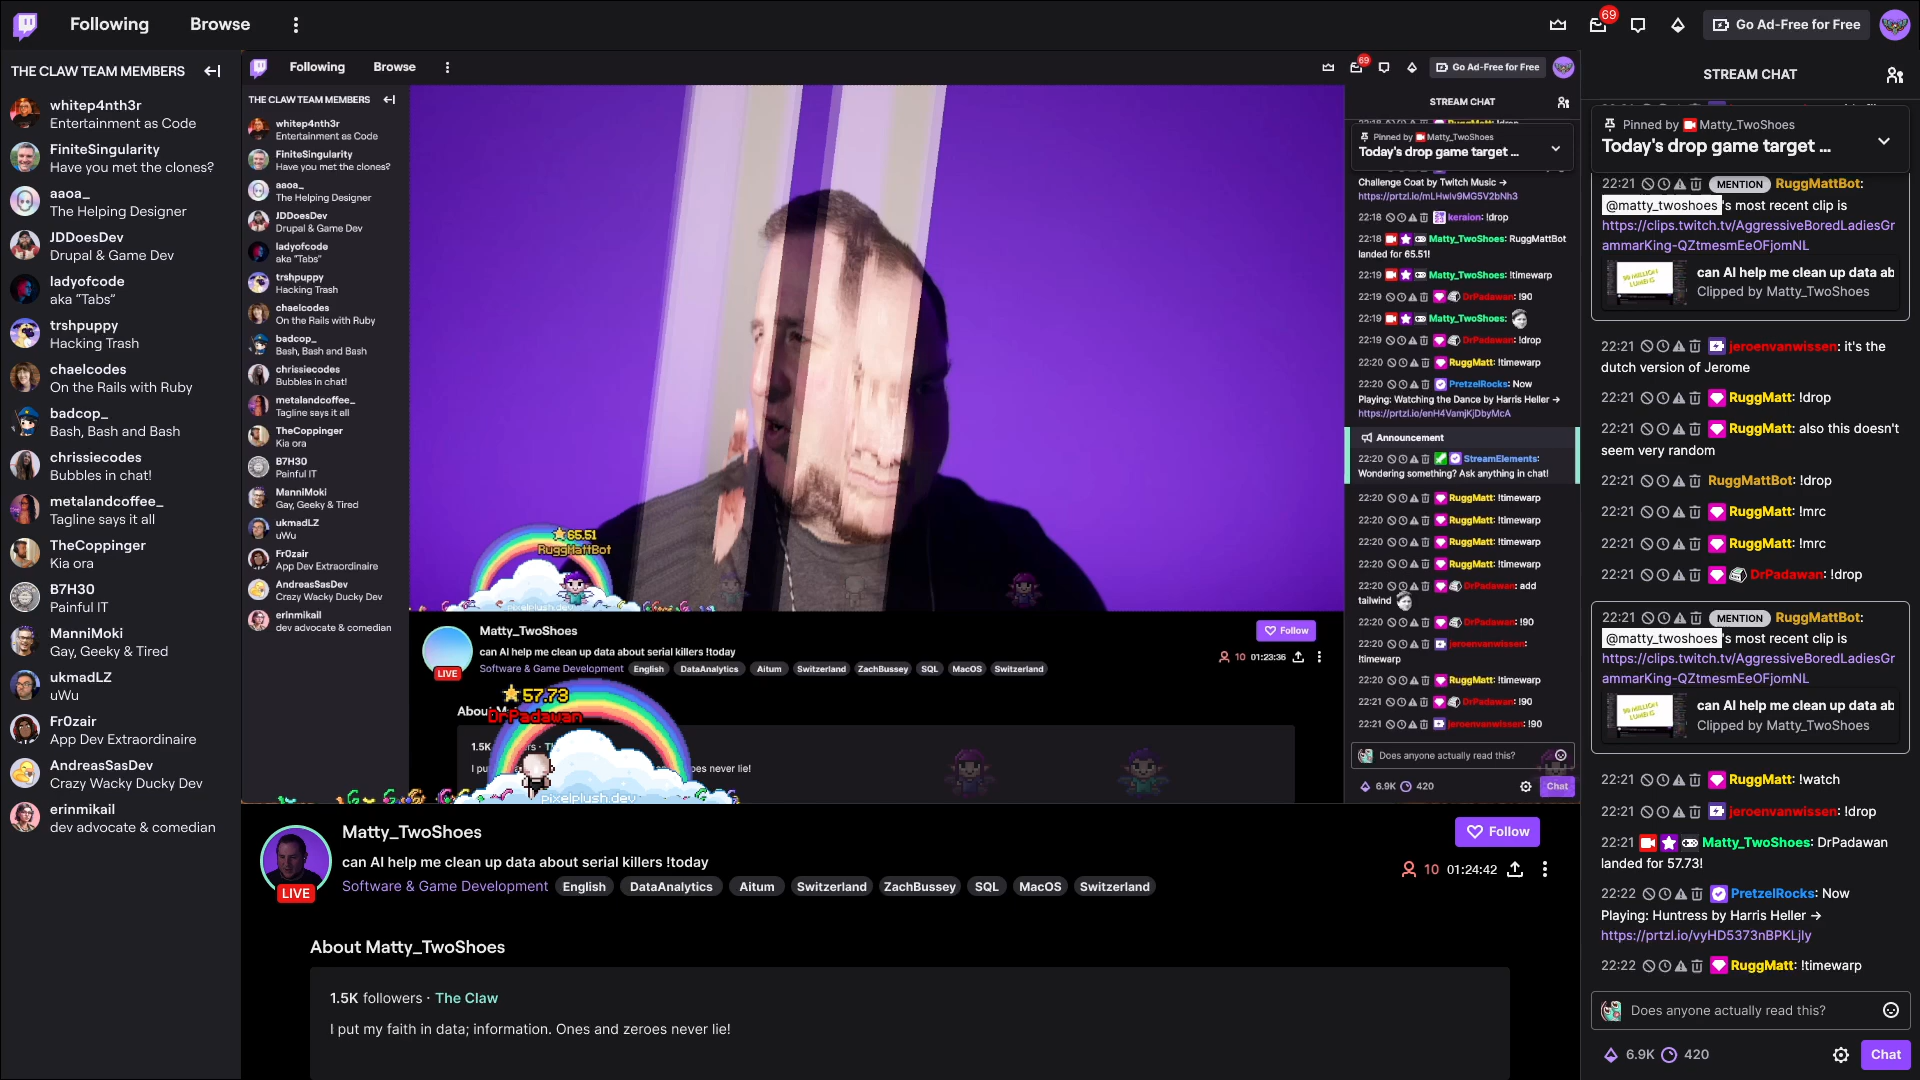 Following
Browse
69
Go Ad-Free for Free
THE CLAW TEAM MEMBERS
whitep4nth3r
Entertainment as Code
FiniteSingularity
Have you met the clones?
aaoa_
The Helping Designer
JDDoesDev
Drupal & Game Dev
ladyofcode
aka “Tabs”
trshpuppy
Hacking Trash
chaelcodes
On the Rails with Ruby
badcop_
Bash, Bash and Bash
chrissiecodes
Bubbles in chat!
metalandcoffee_
Tagline says it all
TheCoppinger
Kia ora
B7H30
Painful IT
ManniMoki
Gay, Geeky & Tired
ukmadLZ
uWu
Fr0zair
App Dev Extraordinaire
AndreasSasDev
Crazy Wacky Ducky Dev
erinmikail
dev advocate & comedian
Following
Browse
69
Go Ad-Free for Free
THE CLAW TEAM MEMBERS
whitep4nth3r
Entertainment as Code
FiniteSingularity
Have you met the clones?
aaoa_
The Helping Designer
JDDoesDev
Drupal & Game Dev
ladyofcode
aka “Tabs”
trshpuppy
Hacking Trash
chaelcodes
On the Rails with Ruby
badcop_
Bash, Bash and Bash
chrissiecodes
Bubbles in chat!
metalandcoffee_
Tagline says it all
TheCoppinger
Kia ora
B7H30
Painful IT
ManniMoki
Gay, Geeky & Tired
ukmadLZ
uWu
Fr0zair
App Dev Extraordinaire
AndreasSasDev
Crazy Wacky Ducky Dev
erinmikail
dev advocate & comedian
65.51
RuggMattBot
pixelplush.dev
Matty_TwoShoes
Follow
can AI help me clean up data about serial killers !today
Software & Game Development English DataAnalytics Aitum Switzerland ZachBussey SQL MacOS Switzerland
10 01:23:36
LIVE
57.73
DrPadawan
About
1.5K
I pu
oes never lie!
pixelplush.dev
STREAM CHAT
Pinned by Matty_TwoShoes
Today's drop game target ...
Challenge Coat by Twitch Music →
https://prtzl.io/mLHwlv9MG5V2bNh3
22:18 keraion: !drop
22:18 Matty_TwoShoes: RuggMattBot
landed for 65.51!
22:19 Matty_TwoShoes: !timewarp
22:19 DrPadawan: !90
22:19 Matty_TwoShoes:
22:19 DrPadawan: !drop
22:20 RuggMatt: !timewarp
22:20 PretzelRocks: Now
Playing: Watching the Dance by Harris Heller →
https://prtzl.io/enH4VamjKjDbyMcA
Announcement
22:20 StreamElements:
Wondering something? Ask anything in chat!
22:20 RuggMatt: !timewarp
22:20 RuggMatt: !timewarp
22:20 RuggMatt: !timewarp
22:20 RuggMatt: !timewarp
22:20 DrPadawan: add
tailwind
22:20 DrPadawan: !90
22:20 jeroenvanwissen:
!timewarp
22:20 RuggMatt: !timewarp
22:21 DrPadawan: !90
22:21 jeroenvanwissen: !90
Does anyone actually read this?
6.9K 420
Chat
Matty_TwoShoes
Follow
can AI help me clean up data about serial killers !today
10 01:24:42
Software & Game Development English DataAnalytics Aitum Switzerland ZachBussey SQL MacOS Switzerland
LIVE
About Matty_TwoShoes
1.5K followers · The Claw
I put my faith in data; information. Ones and zeroes never lie!
STREAM CHAT
Pinned by Matty_TwoShoes
Today's drop game target ...
22:21 MENTION RuggMattBot:
@matty_twoshoes 's most recent clip is
https://clips.twitch.tv/AggressiveBoredLadiesGr
ammarKing-QZtmesmEeOFjomNL
can AI help me clean up data ab
Clipped by Matty_TwoShoes
22:21 jeroenvanwissen: it's the
dutch version of Jerome
22:21 RuggMatt: !drop
22:21 RuggMatt: also this doesn't
seem very random
22:21 RuggMattBot: !drop
22:21 RuggMatt: !mrc
22:21 RuggMatt: !mrc
22:21 DrPadawan: !drop
22:21 MENTION RuggMattBot:
@matty_twoshoes 's most recent clip is
https://clips.twitch.tv/AggressiveBoredLadiesGr
ammarKing-QZtmesmEeOFjomNL
can AI help me clean up data ab
Clipped by Matty_TwoShoes
22:21 RuggMatt: !watch
22:21 jeroenvanwissen: !drop
22:21 Matty_TwoShoes: DrPadawan
landed for 57.73!
22:22 PretzelRocks: Now
Playing: Huntress by Harris Heller →
https://prtzl.io/vyHD5373nBPKLjly
22:22 RuggMatt: !timewarp
Does anyone actually read this?
6.9K 420
Chat